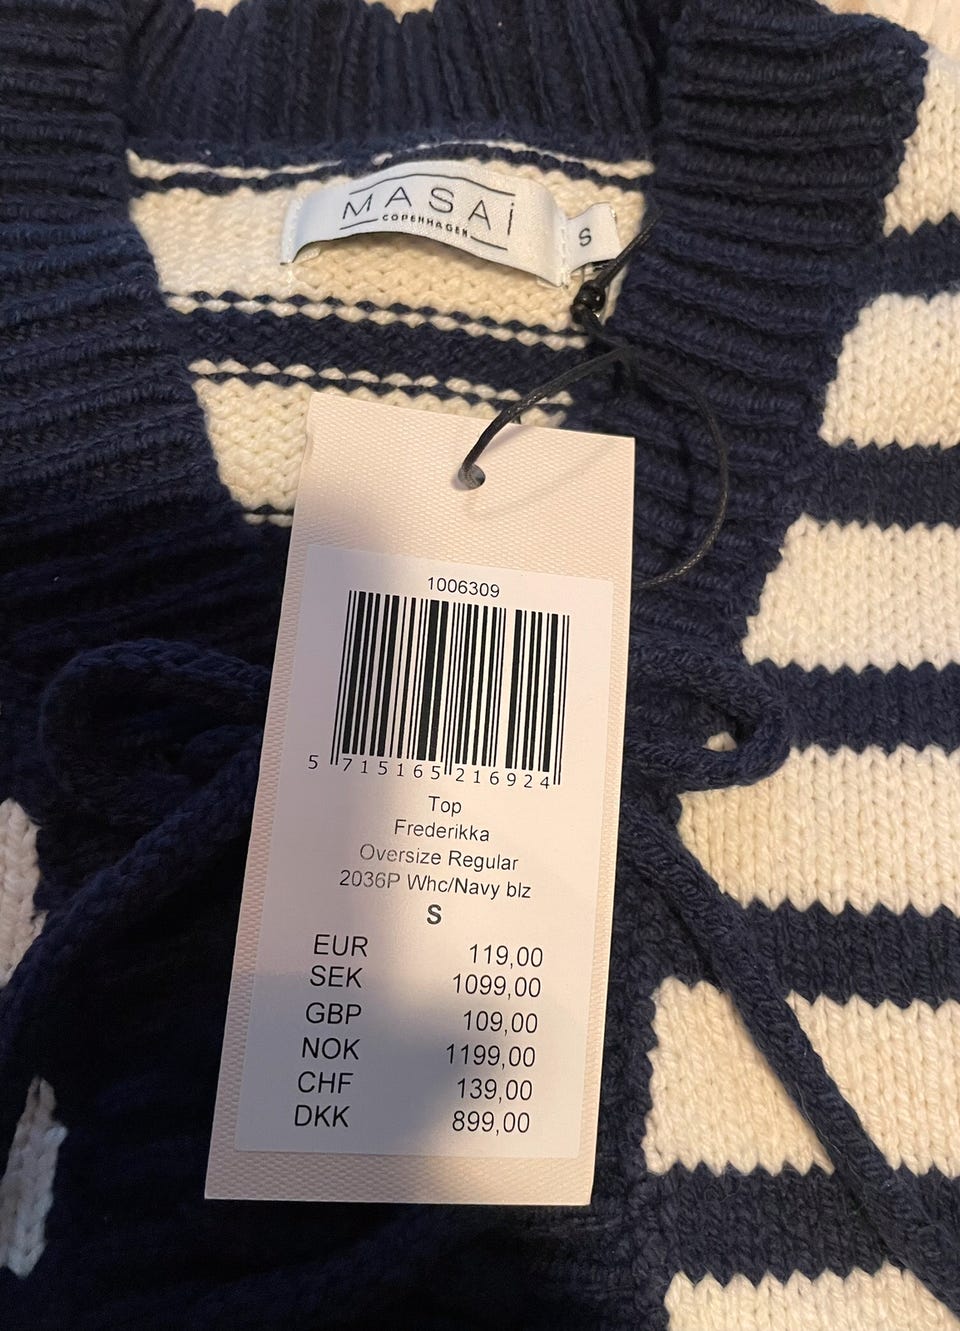 MASAi
COPENHAGEN
S
1006309
5 715165 216924
Top
Frederikka
Oversize Regular
2036P Whc/Navy blz
S
EUR 119,00
SEK 1099,00
GBP 109,00
NOK 1199,00
CHF 139,00
DKK 899,00